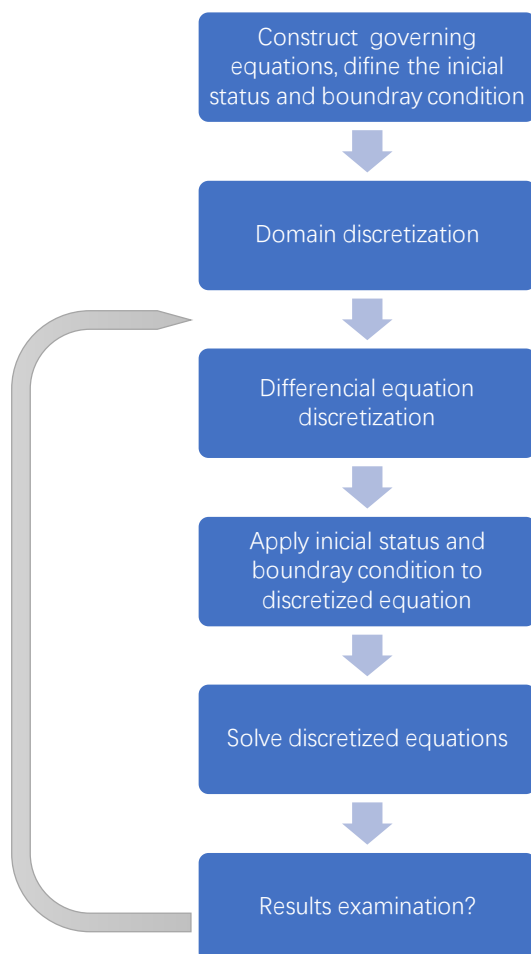 Construct governing
equations, difine the inicial
status and boundray condition
Domain discretization
Differencial equation
discretization
Apply inicial status and
boundray condition to
discretized equation
Solve discretized equations
Results examination?